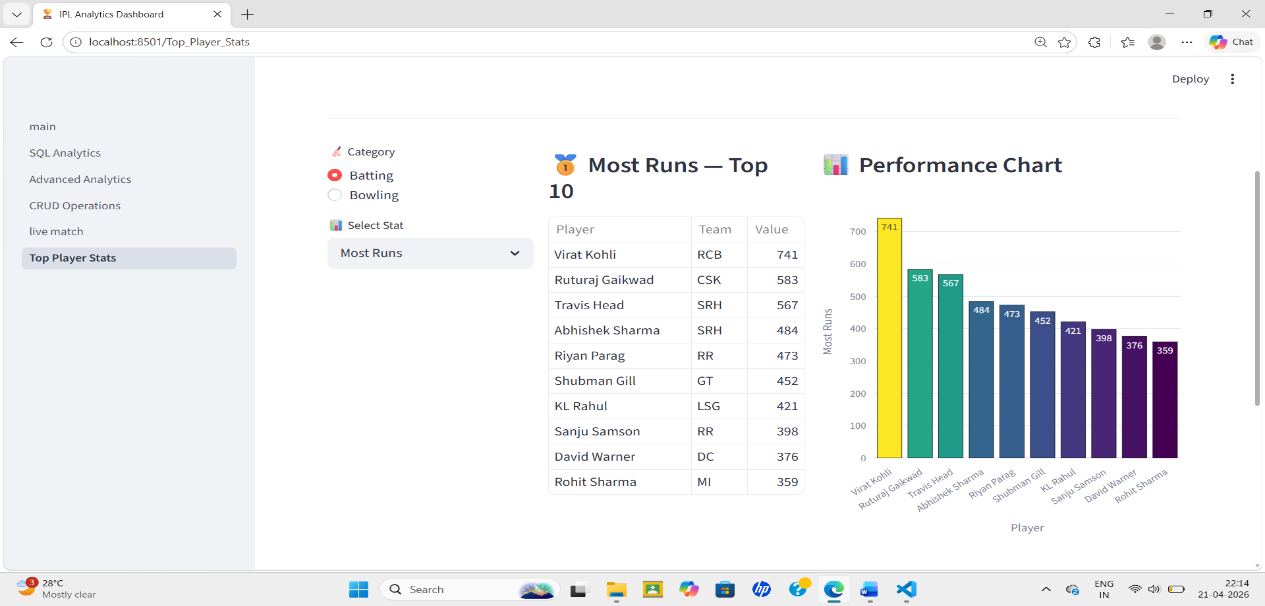 IPL Analytics Dashboard
localhost:8501/Top_Player_Stats
Chat
Deploy
main
SQL Analytics
Advanced Analytics
CRUD Operations
live match
Top Player Stats
Category
Batting
Bowling
Select Stat
Most Runs
1 Most Runs — Top
10
Player Team Value
Virat Kohli RCB 741
Ruturaj Gaikwad CSK 583
Travis Head SRH 567
Abhishek Sharma SRH 484
Riyan Parag RR 473
Shubman Gill GT 452
KL Rahul LSG 421
Sanju Samson RR 398
David Warner DC 376
Rohit Sharma MI 359
Performance Chart
Most Runs
700
600
500
400
300
200
100
0
741
583
567
484
473
452
421
398
376
359
Virat Kohli
Ruturaj Gaikwad
Travis Head
Abhishek Sharma
Riyan Parag
Shubman Gill
KL Rahul
Sanju Samson
David Warner
Rohit Sharma
Player
3
28°C
Mostly clear
Search
hp
?
W
ENG
IN
22:14
21-04-2026